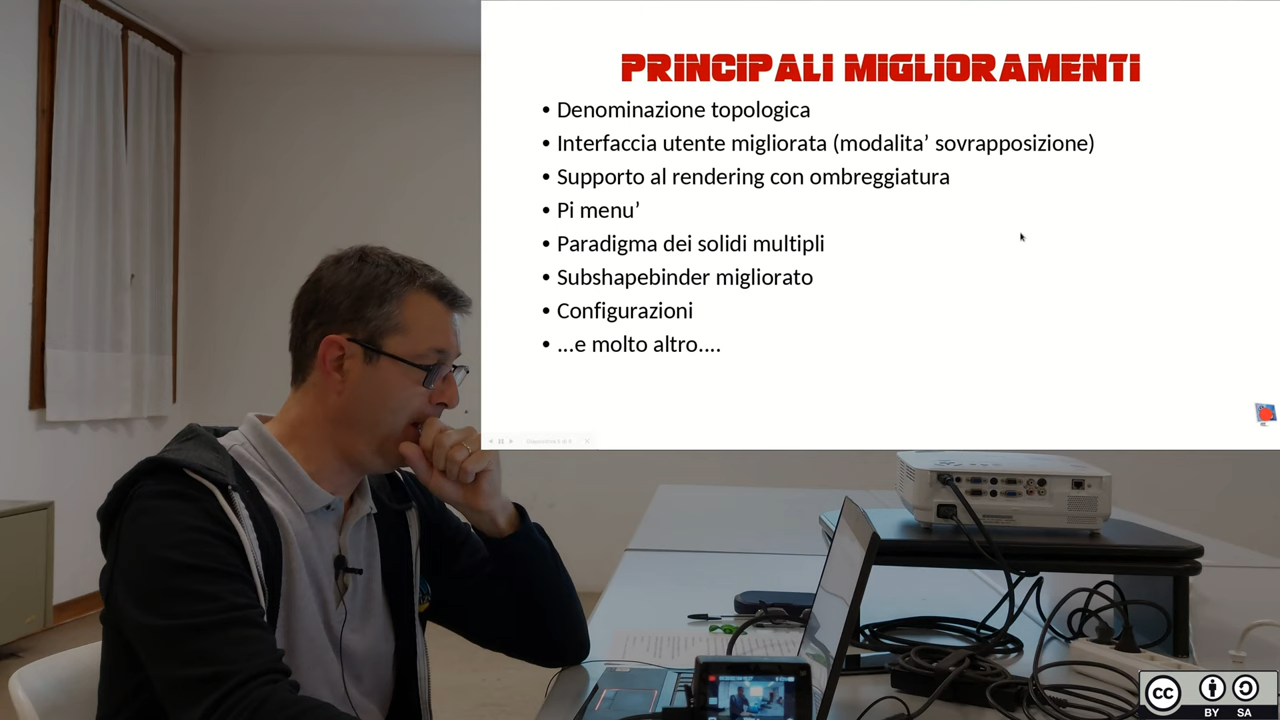 PRINCIPALI MIGLIORAMENTI
• Denominazione topologica
• Interfaccia utente migliorata (modalita’ sovrapposizione)
• Supporto al rendering con ombreggiatura
• Pi menu’
• Paradigma dei solidi multipli
• Subshapebinder migliorato
• Configurazioni
• ...e molto altro....
cc
BY SA